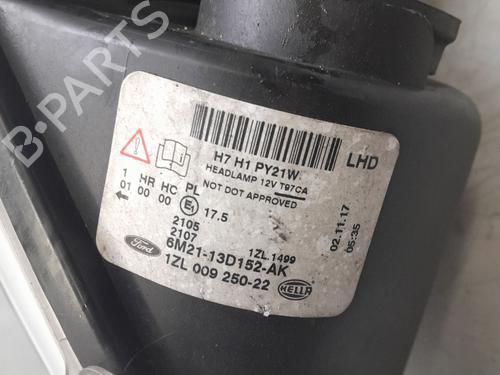 B-PARTS
H7 H1 PY21W
HEADLAMP 12V T97CA
NOT DOT APPROVED
LHD
1 HR HC PL
01 00 00 E1 17.5
2105
2107
1ZL.1499
6M21-13D152-AK
1ZL 009 250-22
Ford
HELLA
02.11.17
05:35